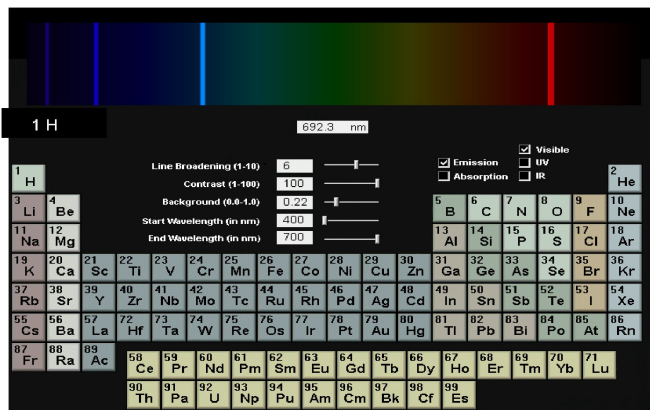 1 H
692.3 nm
Visible
Line Broadening (1-10) 6 Emission UV
Contrast (1-100) 100 Absorption IR
Background (0.0-1.0) 0.22
Start Wavelength (in nm) 400
End Wavelength (in nm) 700
1 H 2 He
3 Li 4 Be 5 B 6 C 7 N 8 O 9 F 10 Ne
11 Na 12 Mg 13 Al 14 Si 15 P 16 S 17 Cl 18 Ar
19 K 20 Ca 21 Sc 22 Ti 23 V 24 Cr 25 Mn 26 Fe 27 Co 28 Ni 29 Cu 30 Zn 31 Ga 32 Ge 33 As 34 Se 35 Br 36 Kr
37 Rb 38 Sr 39 Y 40 Zr 41 Nb 42 Mo 43 Tc 44 Ru 45 Rh 46 Pd 47 Ag 48 Cd 49 In 50 Sn 51 Sb 52 Te 53 I 54 Xe
55 Cs 56 Ba 57 La 72 Hf 73 Ta 74 W 75 Re 76 Os 77 Ir 78 Pt 79 Au 80 Hg 81 Tl 82 Pb 83 Bi 84 Po 85 At 86 Rn
87 Fr 88 Ra 89 Ac
58 Ce 59 Pr 60 Nd 61 Pm 62 Sm 63 Eu 64 Gd 65 Tb 66 Dy 67 Ho 68 Er 69 Tm 70 Yb 71 Lu
90 Th 91 Pa 92 U 93 Np 94 Pu 95 Am 96 Cm 97 Bk 98 Cf 99 Es